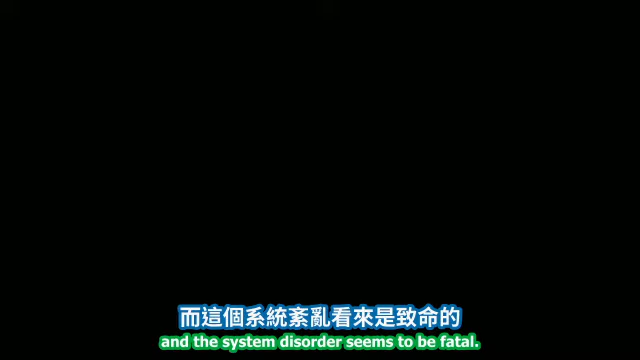 而這個系統紊亂看來是致命的
and the system disorder seems to be fatal.